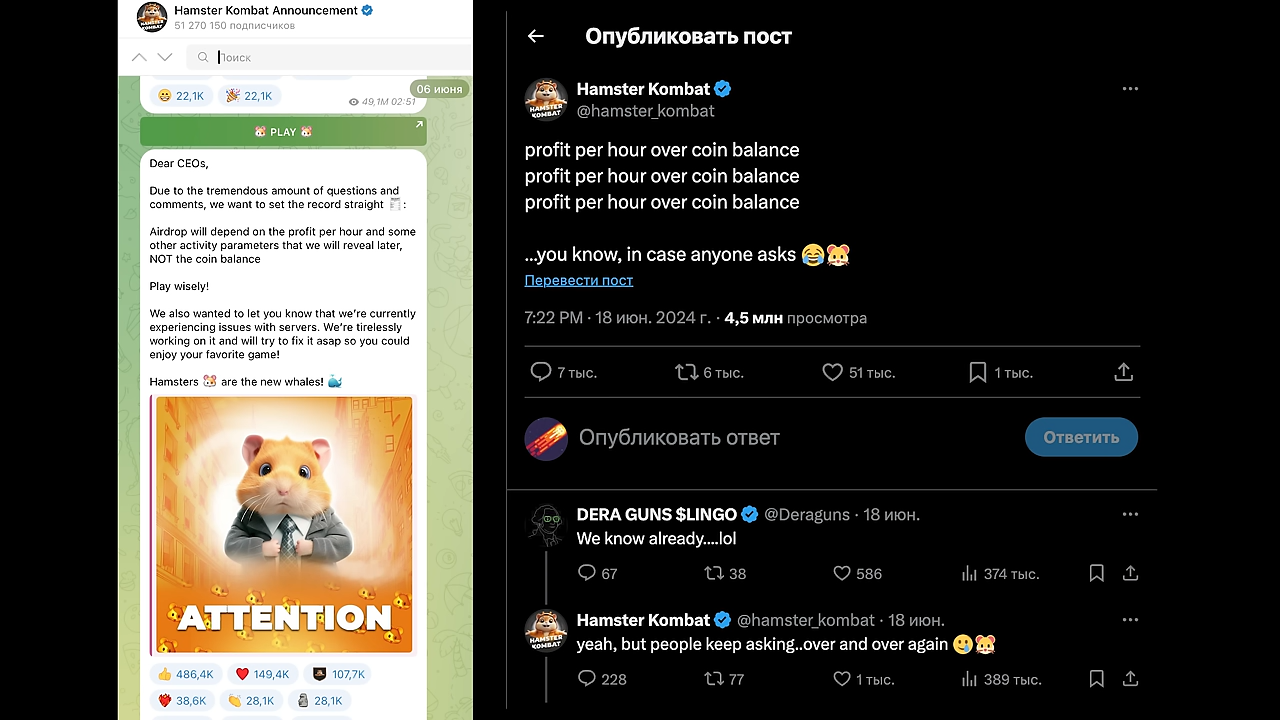 Hamster Kombat Announcement
51 270 150 подписчиков
Поиск
06 июня
22,1K 22,1K
49,1M 02:51
PLAY
Dear CEOs,
Due to the tremendous amount of questions and
comments, we want to set the record straight :
Airdrop will depend on the profit per hour and some
other activity parameters that we will reveal later,
NOT the coin balance
Play wisely!
We also wanted to let you know that we're currently
experiencing issues with servers. We're tirelessly
working on it and will try to fix it asap so you could
enjoy your favorite game!
Hamsters 🐹 are the new whales! 🐳
ATTENTION
486,4K 149,4K 107,7K
38,6K 28,1K 28,1K
Опубликовать пост
HAMSTER KOMBAT
Hamster Kombat
@hamster_kombat
profit per hour over coin balance
profit per hour over coin balance
profit per hour over coin balance
...you know, in case anyone asks 😂🐹
Перевести пост
7:22 PM · 18 июн. 2024 г. · 4,5 млн просмотра
7 тыс. 6 тыс. 51 тыс. 1 тыс.
Опубликовать ответ
Ответить
DERA GUNS $LINGO @Deraguns · 18 июн.
We know already....lol
67 38 586 374 тыс.
HAMSTER KOMBAT
Hamster Kombat @hamster_kombat · 18 июн.
yeah, but people keep asking..over and over again 🥲🐹
228 77 1 тыс. 389 тыс.